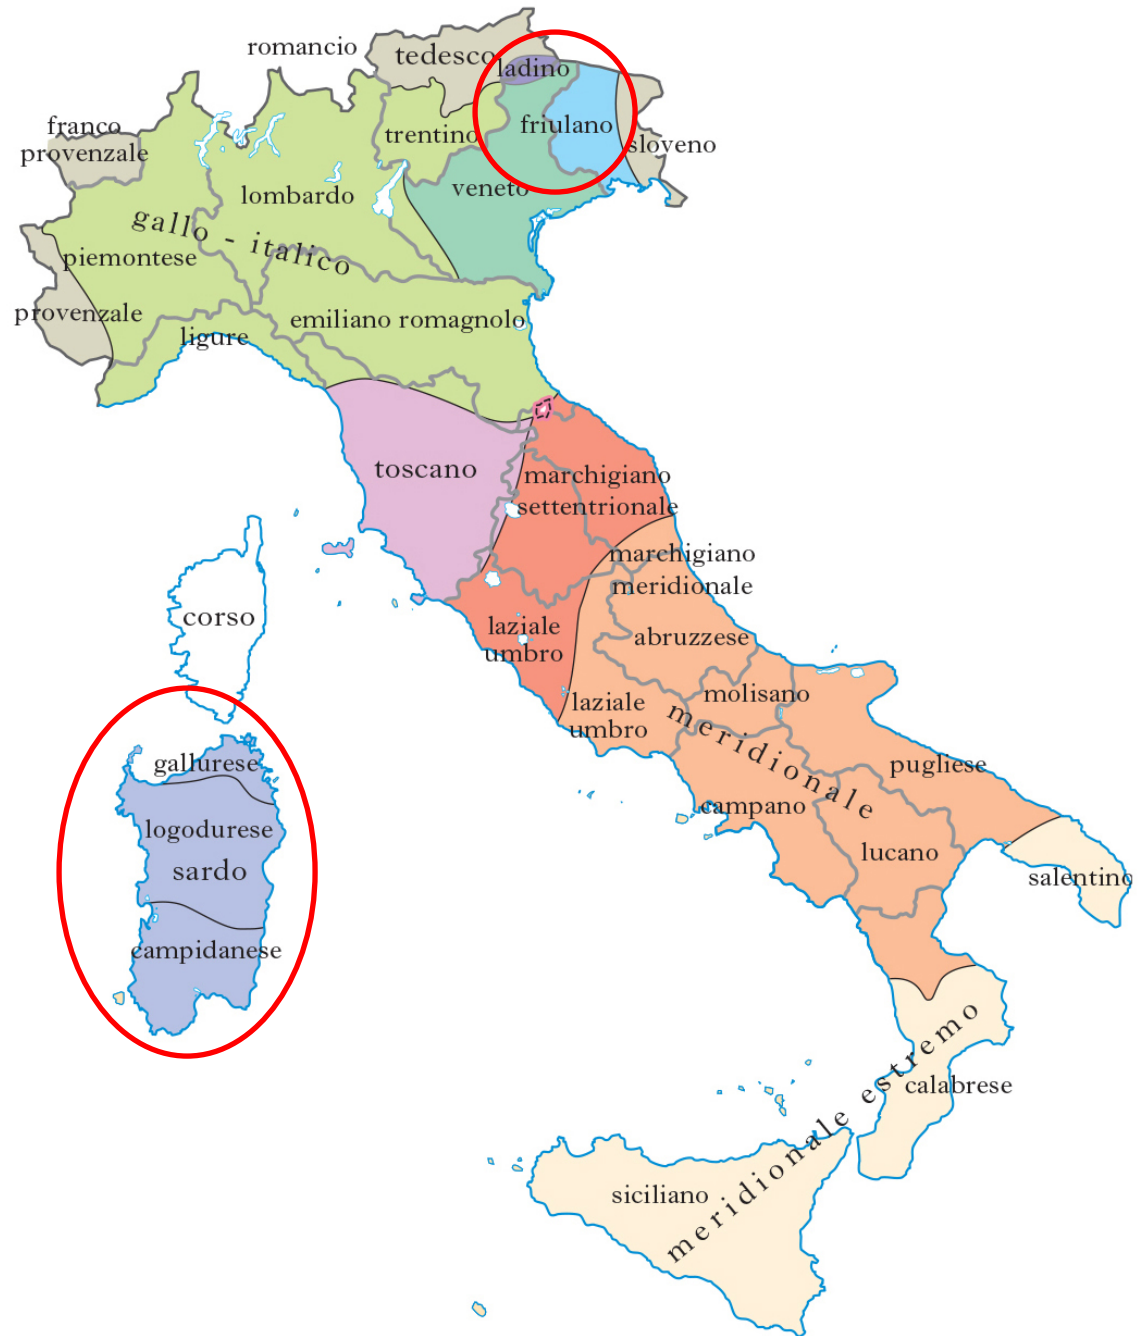 romancio
tedesco
ladino
franco
provenzale
trentino
friulano
sloveno
lombardo
veneto
gallo - italico
piemontese
provenzale
ligure
emiliano romagnolo
toscano
marchigiano
settentrionale
marchigiano
meridionale
corso
laziale
umbro
abruzzese
laziale
umbro
molisano
meridionale
gallurese
pugliese
logodurese
campano
sardo
lucano
salentino
campidanese
meridionale estremo
calabrese
siciliano